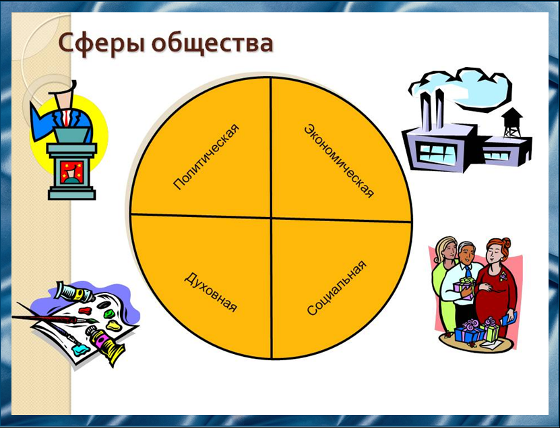 Сферы общества
Политическая
Экономическая
Духовная
Социальная